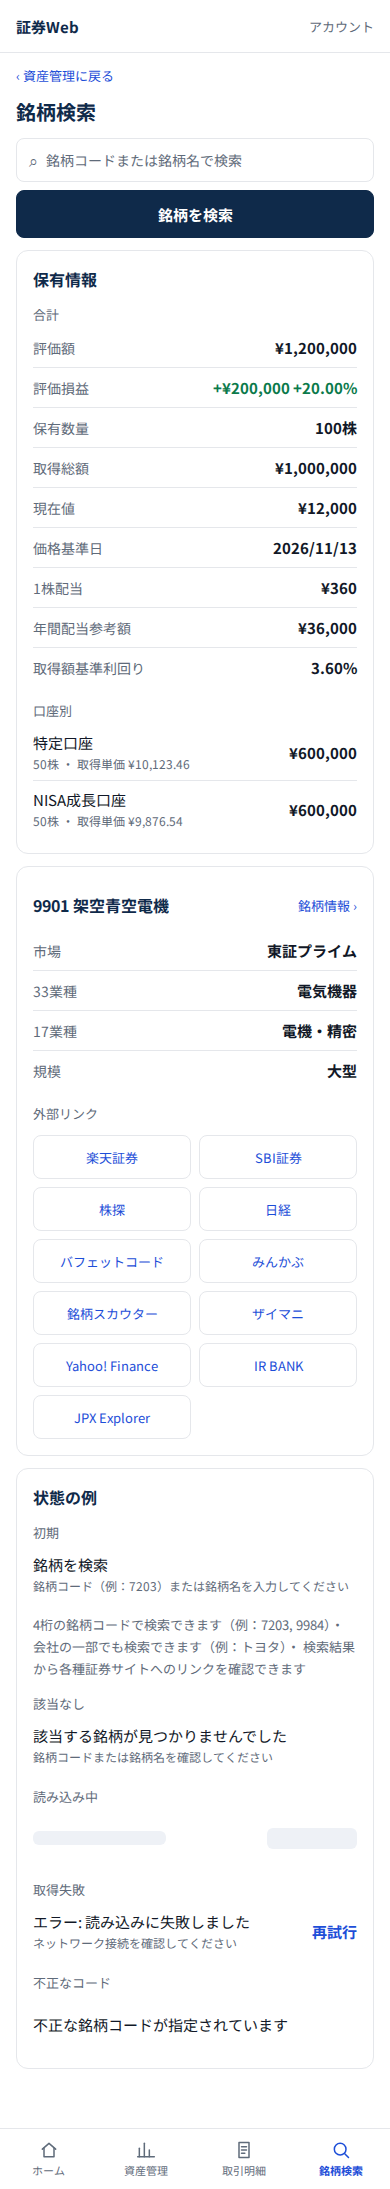 証券Web
アカウント
‹ 資産管理に戻る
銘柄検索
銘柄コードまたは銘柄名で検索
銘柄を検索
保有情報
合計
評価額 ¥1,200,000
評価損益 +¥200,000 +20.00%
保有数量 100株
取得総額 ¥1,000,000
現在値 ¥12,000
価格基準日 2026/11/13
1株配当 ¥360
年間配当参考額 ¥36,000
取得額基準利回り 3.60%
口座別
特定口座
50株 ・ 取得単価 ¥10,123.46
¥600,000
NISA成長口座
50株 ・ 取得単価 ¥9,876.54
¥600,000
9901 架空青空電機
銘柄情報 ›
市場 東証プライム
33業種 電気機器
17業種 電機・精密
規模 大型
外部リンク
楽天証券
SBI証券
株探
日経
バフェットコード
みんかぶ
銘柄スカウター
ザイマニ
Yahoo! Finance
IR BANK
JPX Explorer
状態の例
初期
銘柄を検索
銘柄コード（例：7203）または銘柄名を入力してください
4桁の銘柄コードで検索できます（例：7203, 9984）・
会社の一部でも検索できます（例：トヨタ）・ 検索結果
から各種証券サイトへのリンクを確認できます
該当なし
該当する銘柄が見つかりませんでした
銘柄コードまたは銘柄名を確認してください
読み込み中
取得失敗
エラー: 読み込みに失敗しました
ネットワーク接続を確認してください
再試行
不正なコード
不正な銘柄コードが指定されています
ホーム
資産管理
取引明細
銘柄検索